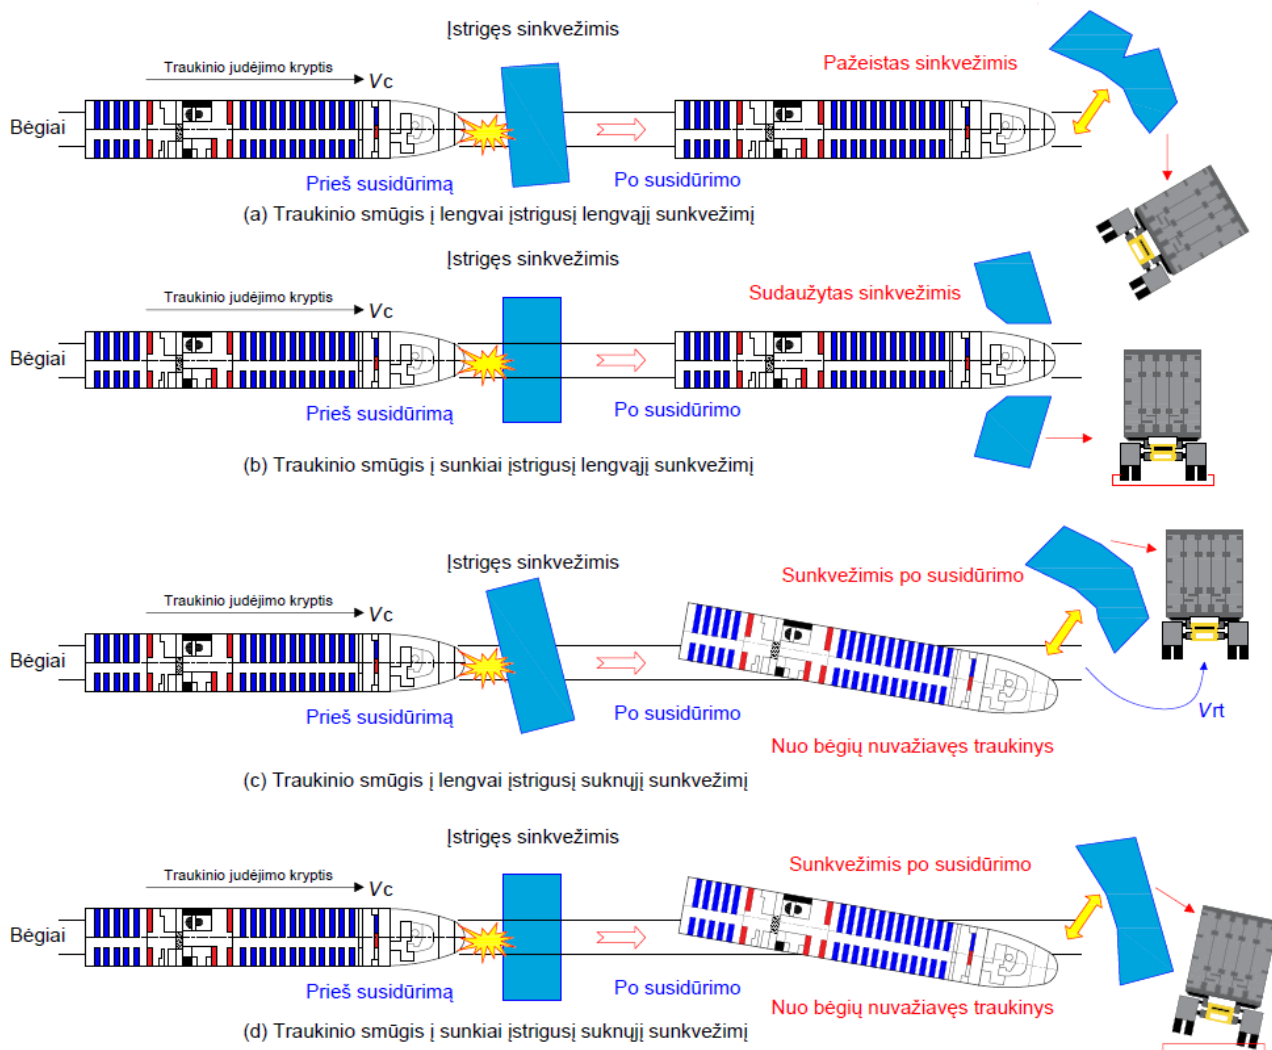 Įstrigęs sinkvežimis
Pažeistas sinkvežimis
Traukinio judėjimo kryptis
Vc
Bėgiai
Prieš susidūrimą
Po susidūrimo
(a) Traukinio smūgis į lengvai įstrigusį lengvąjį sunkvežimį
Įstrigęs sinkvežimis
Sudaužytas sinkvežimis
Traukinio judėjimo kryptis
Vc
Bėgiai
Prieš susidūrimą
Po susidūrimo
(b) Traukinio smūgis į sunkiai įstrigusį lengvąjį sunkvežimį
Įstrigęs sinkvežimis
Sunkvežimis po susidūrimo
Traukinio judėjimo kryptis
Vc
Bėgiai
Prieš susidūrimą
Po susidūrimo
Vrt
Nuo bėgių nuvažiavęs traukinys
(c) Traukinio smūgis į lengvai įstrigusį suknųjį sunkvežimį
Įstrigęs sinkvežimis
Sunkvežimis po susidūrimo
Traukinio judėjimo kryptis
Vc
Bėgiai
Prieš susidūrimą
Po susidūrimo
Nuo bėgių nuvažiavęs traukinys
(d) Traukinio smūgis į sunkiai įstrigusį suknųjį sunkvežimį